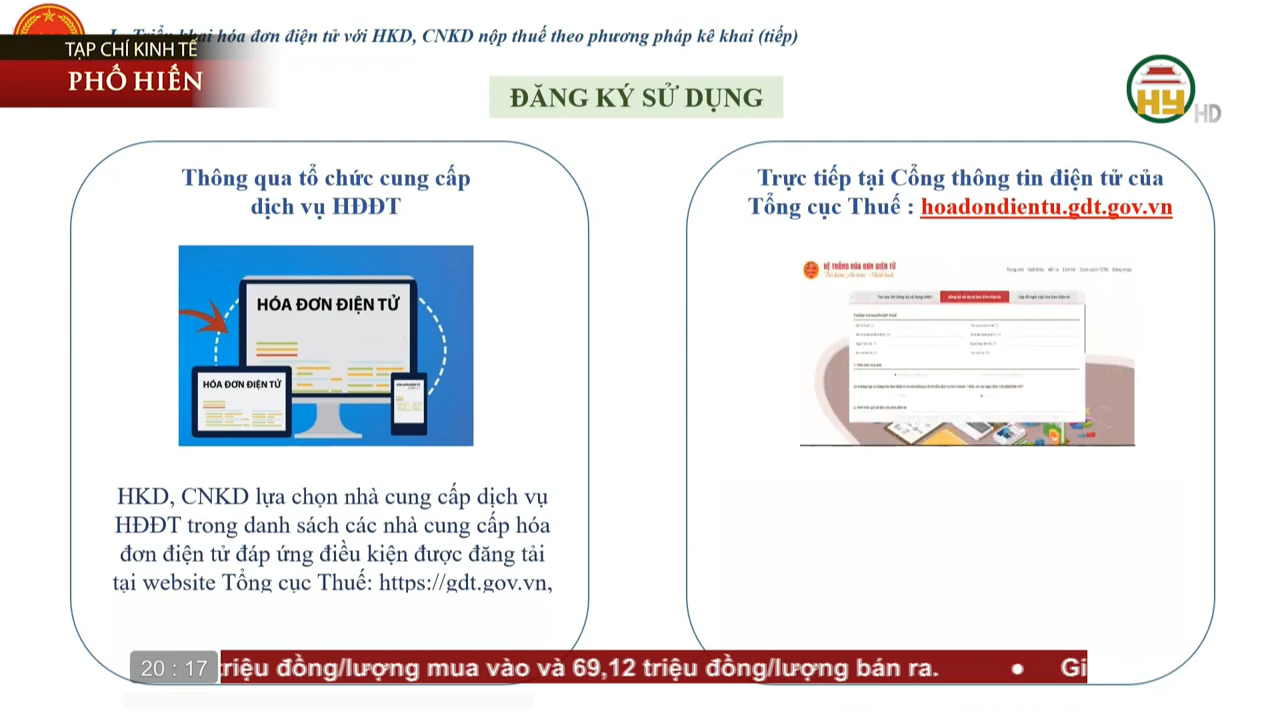 khai hóa đơn điện tử với HKD, CNKD nộp thuế theo phương pháp kê khai (tiếp)
TẠP CHÍ KINH TẾ
PHỐ HIẾN
HY HD
ĐĂNG KÝ SỬ DỤNG
Thông qua tổ chức cung cấp
dịch vụ HĐĐT
HÓA ĐƠN ĐIỆN TỬ
HÓA ĐƠN ĐIỆN TỬ
HÓA ĐƠN ĐIỆN TỬ
HKD, CNKD lựa chọn nhà cung cấp dịch vụ
HĐĐT trong danh sách các nhà cung cấp hóa
đơn điện tử đáp ứng điều kiện được đăng tải
tại website Tổng cục Thuế: https://gdt.gov.vn,
Trực tiếp tại Cổng thông tin điện tử của
Tổng cục Thuế : hoadondientu.gdt.gov.vn
HỆ THỐNG HÓA ĐƠN ĐIỆN TỬ
20 : 17
triệu đồng/lượng mua vào và 69,12 triệu đồng/lượng bán ra. • Gi